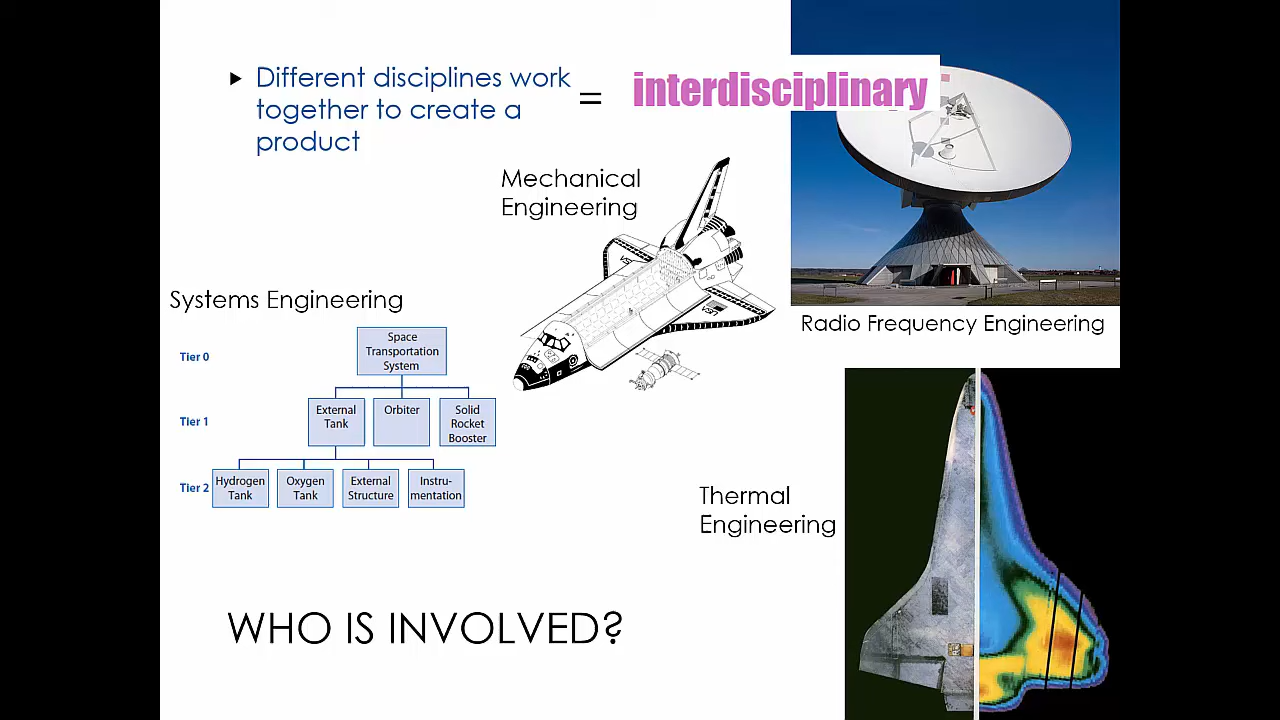 Different disciplines work
together to create a
product
=
interdisciplinary
Mechanical
Engineering
USA
USA
Radio Frequency Engineering
Systems Engineering
Tier 0
Space
Transportation
System
Tier 1
External
Tank
Orbiter
Solid
Rocket
Booster
Tier 2
Hydrogen
Tank
Oxygen
Tank
External
Structure
Instru-
mentation
Thermal
Engineering
WHO IS INVOLVED?